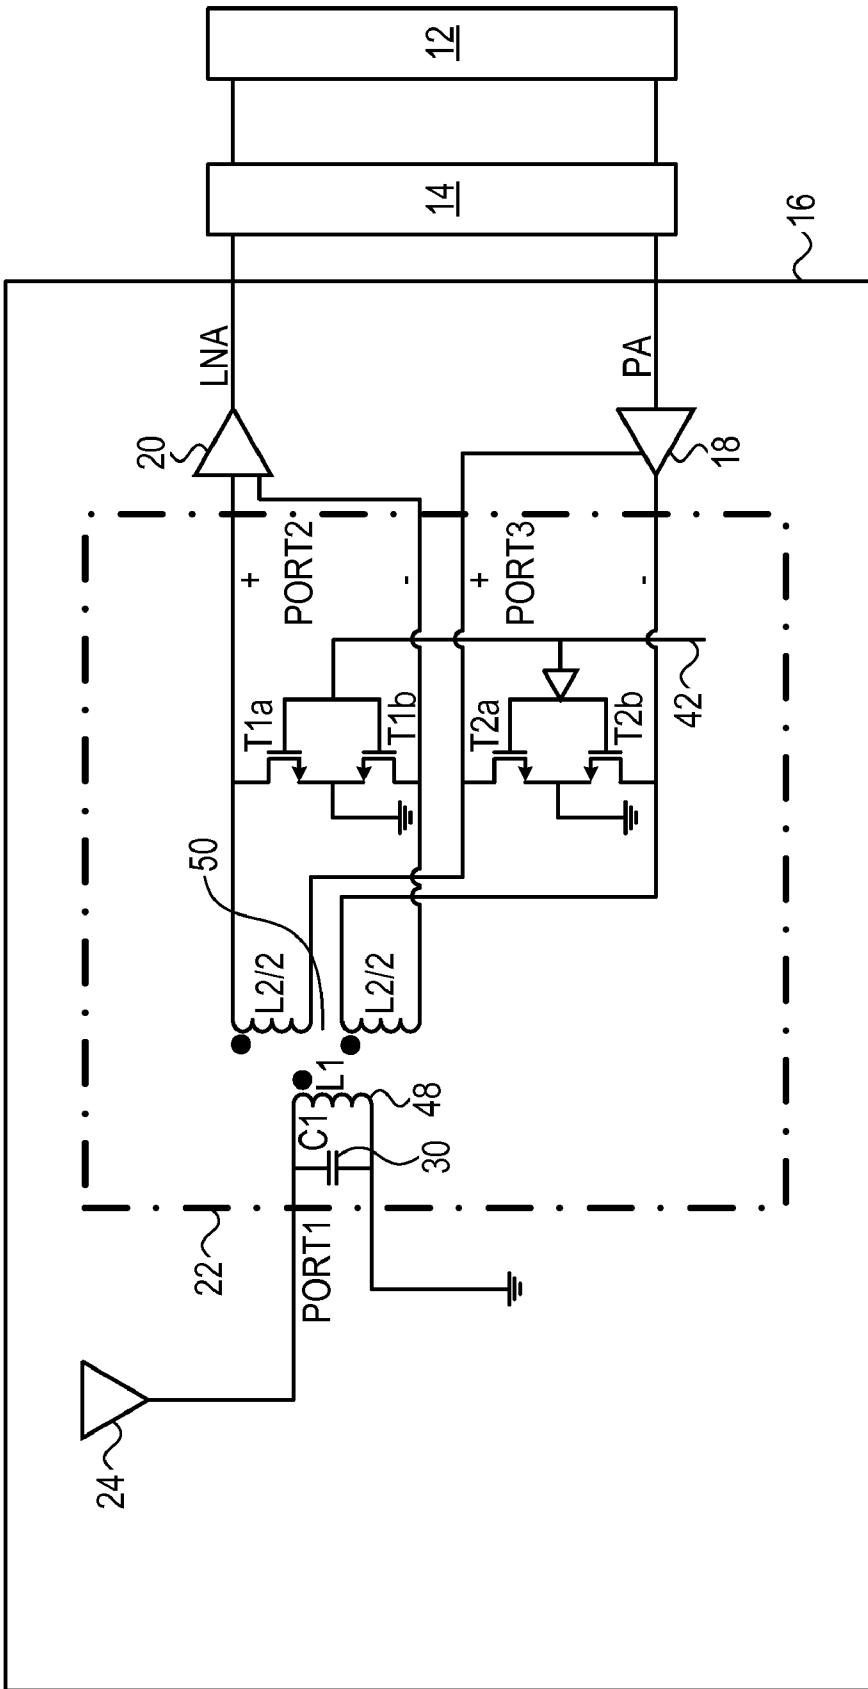 12
14
16
LNA
PA
20
18
+
PORT2
-
+
PORT3
-
T1a
T1b
T2a
T2b
42
50
L2/2
L2/2
L1
48
C1
30
22
PORT1
24